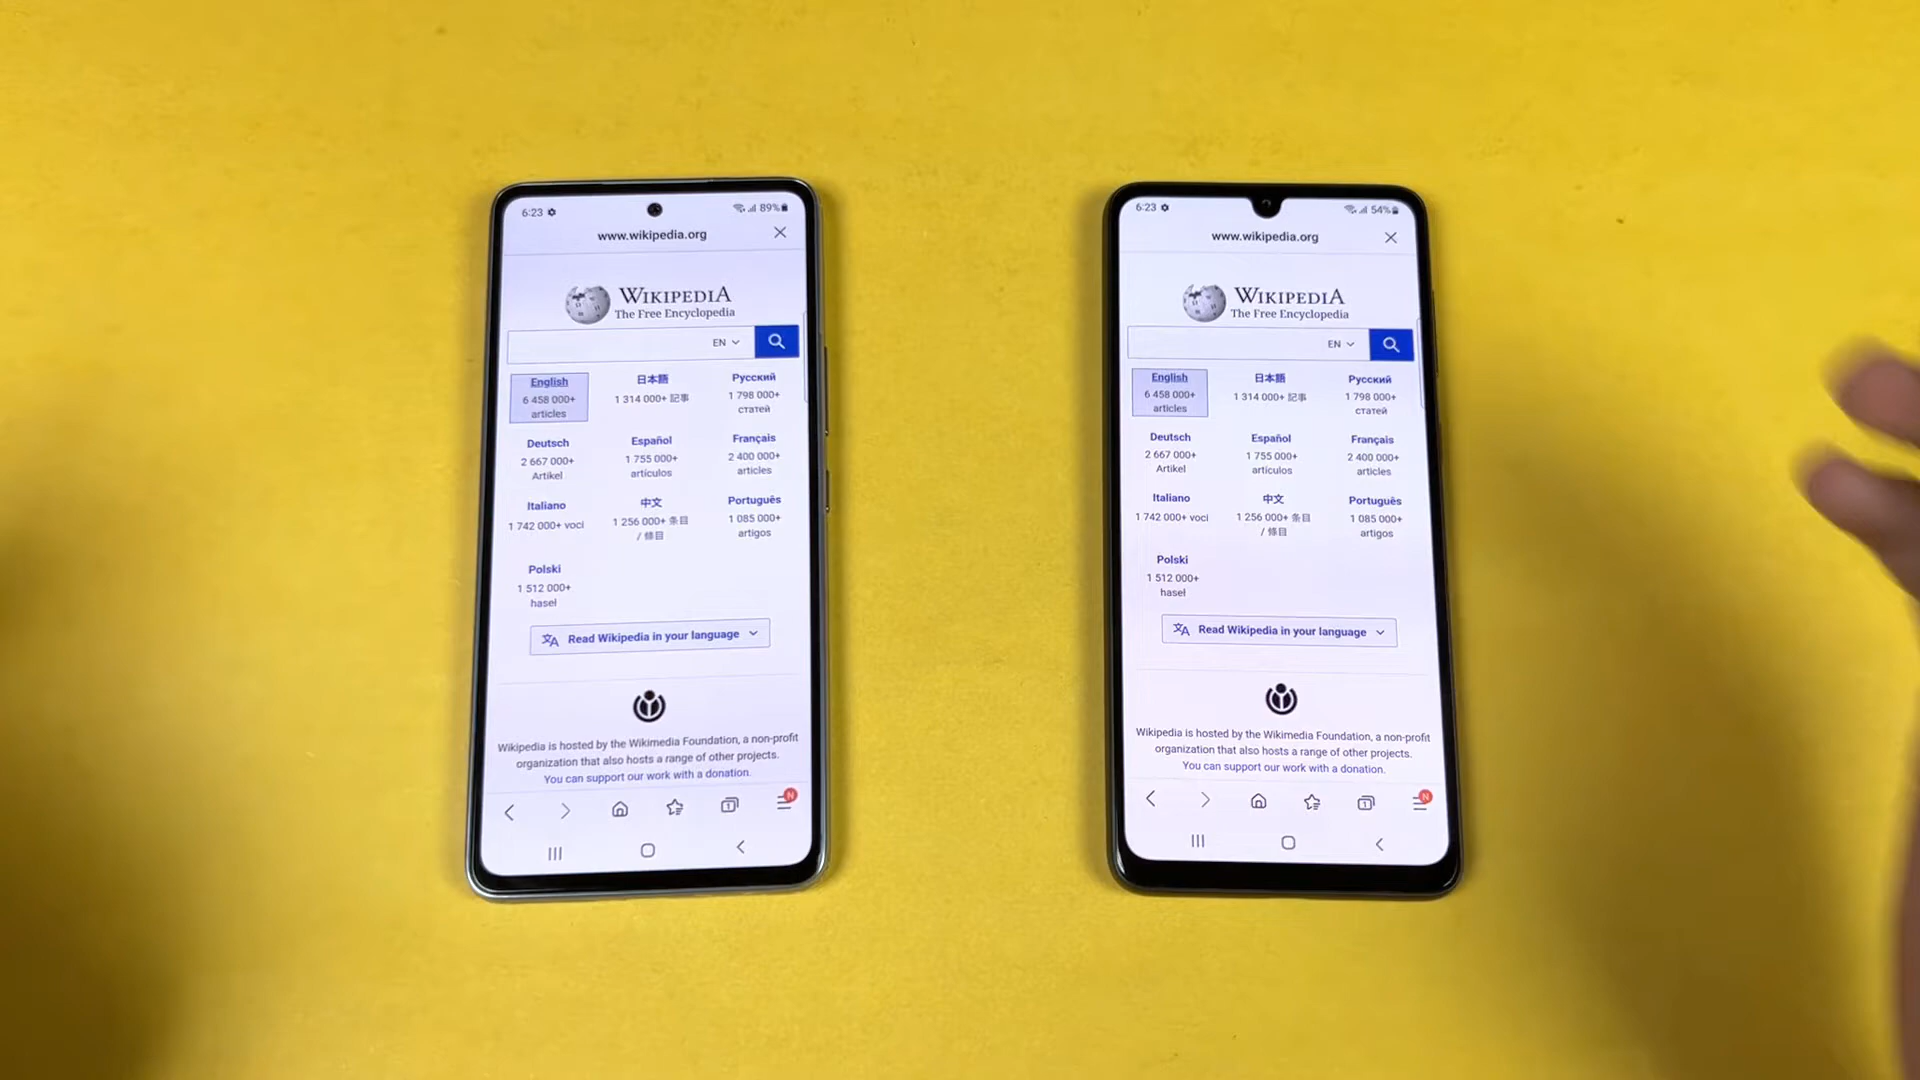 6:23
89%
www.wikipedia.org
WIKIPEDIA
The Free Encyclopedia
EN
English
6 458 000+
articles
日本語
1 314 000+ 記事
Русский
1 798 000+
статей
Deutsch
2 667 000+
Artikel
Español
1 755 000+
artículos
Français
2 400 000+
articles
Italiano
1 742 000+ voci
中文
1 256 000+ 条目
/ 條目
Português
1 085 000+
artigos
Polski
1 512 000+
haseł
Read Wikipedia in your language
Wikipedia is hosted by the Wikimedia Foundation, a non-profit
organization that also hosts a range of other projects.
You can support our work with a donation.
1
N
6:23
54%
www.wikipedia.org
WIKIPEDIA
The Free Encyclopedia
EN
English
6 458 000+
articles
日本語
1 314 000+ 記事
Русский
1 798 000+
статей
Deutsch
2 667 000+
Artikel
Español
1 755 000+
artículos
Français
2 400 000+
articles
Italiano
1 742 000+ voci
中文
1 256 000+ 条目
/ 條目
Português
1 085 000+
artigos
Polski
1 512 000+
haseł
Read Wikipedia in your language
Wikipedia is hosted by the Wikimedia Foundation, a non-profit
organization that also hosts a range of other projects.
You can support our work with a donation.
1
N